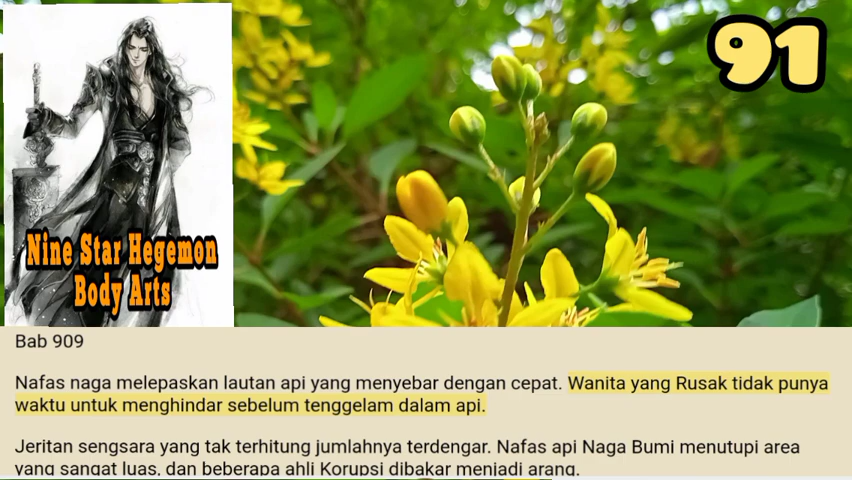 91
Nine Star Hegemon
Body Arts
Bab 909
Nafas naga melepaskan lautan api yang menyebar dengan cepat. Wanita yang Rusak tidak punya
waktu untuk menghindar sebelum tenggelam dalam api.
Jeritan sengsara yang tak terhitung jumlahnya terdengar. Nafas api Naga Bumi menutupi area
yang sangat luas, dan beberapa ahli Korupsi dibakar menjadi arang.